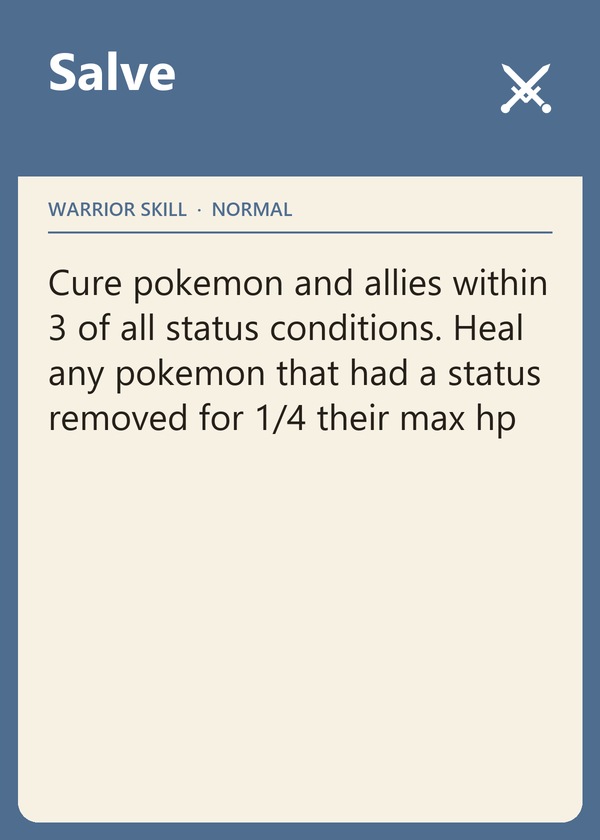 Salve
WARRIOR SKILL · NORMAL
Cure pokemon and allies within
3 of all status conditions. Heal
any pokemon that had a status
removed for 1/4 their max hp